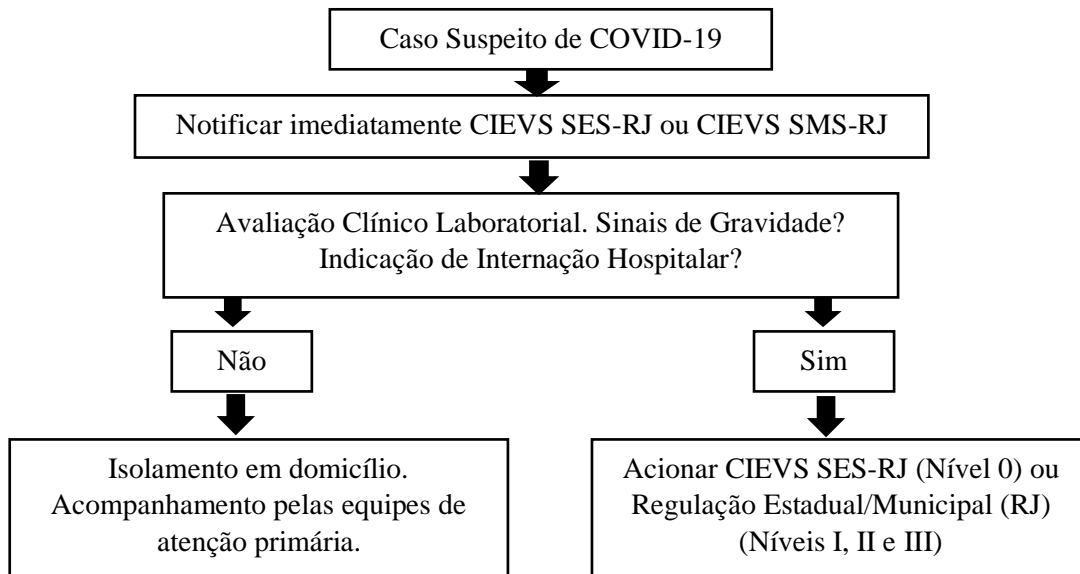 Caso Suspeito de COVID-19
Notificar imediatamente CIEVS SES-RJ ou CIEVS SMS-RJ
Avaliação Clínico Laboratorial. Sinais de Gravidade?
Indicação de Internação Hospitalar?
Não
Sim
Isolamento em domicílio.
Acompanhamento pelas equipes de
atenção primária.
Acionar CIEVS SES-RJ (Nível 0) ou
Regulação Estadual/Municipal (RJ)
(Níveis I, II e III)